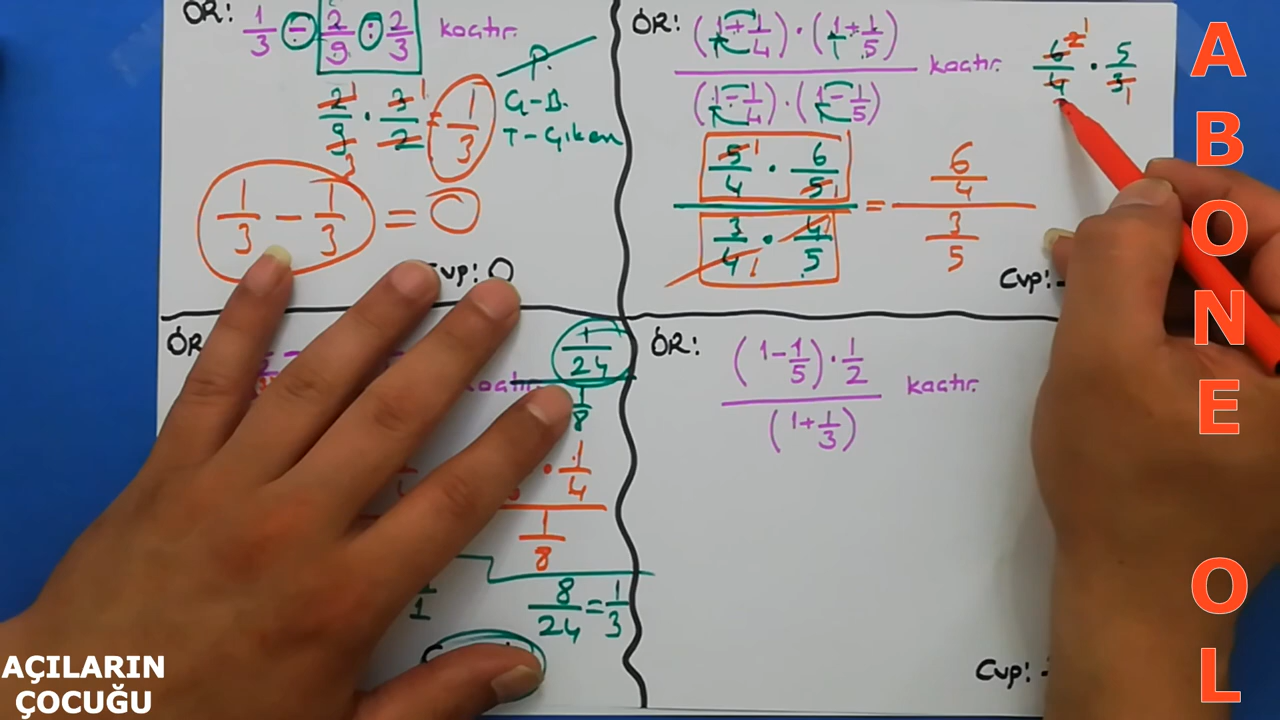 ÖR: 1/3 - 2/9 : 2/3 kaçtır.
2/9 · 3/2 = 1/3
P.
Ç-B.
T-Çıkar
1/3 - 1/3 = 0
Cvp: 0
ÖR: (1+1/4)·(1+1/5) / (1-1/4)·(1-1/5) kaçtır.
6/4 · 5/3
5/4 · 6/5 / 3/4 · 4/5 = 6/4 / 3/5
Cvp:
ÖR:
kaçtır.
1/24
1/8
· 1/4
1/8
8/24 = 1/3
ÖR: (1-1/5)·1/2 / (1+1/3) kaçtır.
Cvp:
ABONE OL
AÇILARIN
ÇOCUĞU